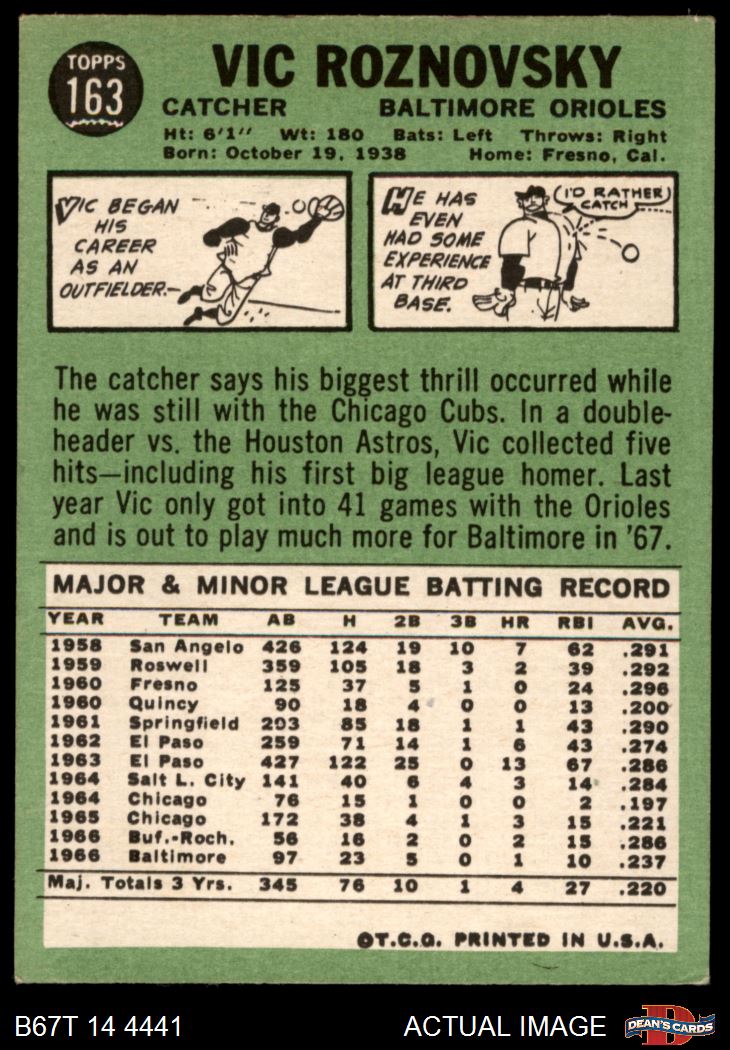 TOPPS
163
VIC ROZNOVSKY
CATCHER BALTIMORE ORIOLES
Ht: 6'1" Wt: 180 Bats: Left Throws: Right
Born: October 19, 1938 Home: Fresno, Cal.
VIC BEGAN
HIS
CAREER
AS AN
OUTFIELDER.—
HE HAS
EVEN
HAD SOME
EXPERIENCE
AT THIRD
BASE.
I'D RATHER
CATCH
The catcher says his biggest thrill occurred while
he was still with the Chicago Cubs. In a double-
header vs. the Houston Astros, Vic collected five
hits—including his first big league homer. Last
year Vic only got into 41 games with the Orioles
and is out to play much more for Baltimore in '67.
MAJOR & MINOR LEAGUE BATTING RECORD
YEAR TEAM AB H 2B 3B HR RBI AVG.
1958 San Angelo 426 124 19 10 7 62 .291
1959 Roswell 359 105 18 3 2 39 .292
1960 Fresno 125 37 5 1 0 24 .296
1960 Quincy 90 18 4 0 0 13 .200
1961 Springfield 293 85 18 1 1 43 .290
1962 El Paso 259 71 14 1 6 43 .274
1963 El Paso 427 122 25 0 13 67 .286
1964 Salt L. City 141 40 6 4 3 14 .284
1964 Chicago 76 15 1 0 0 2 .197
1965 Chicago 172 38 4 1 3 15 .221
1966 Buf.-Roch. 56 16 2 0 2 15 .286
1966 Baltimore 97 23 5 0 1 10 .237
Maj. Totals 3 Yrs. 345 76 10 1 4 27 .220
©T.C.G. PRINTED IN U.S.A.
B67T 14 4441 ACTUAL IMAGE
D
DEAN'S CARDS